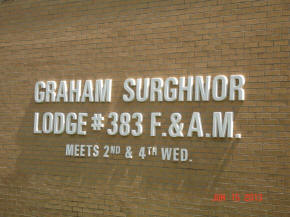 GRAHAM SURGHNOR
LODGE #383 F.&A.M.
MEETS 2ND & 4TH WED.